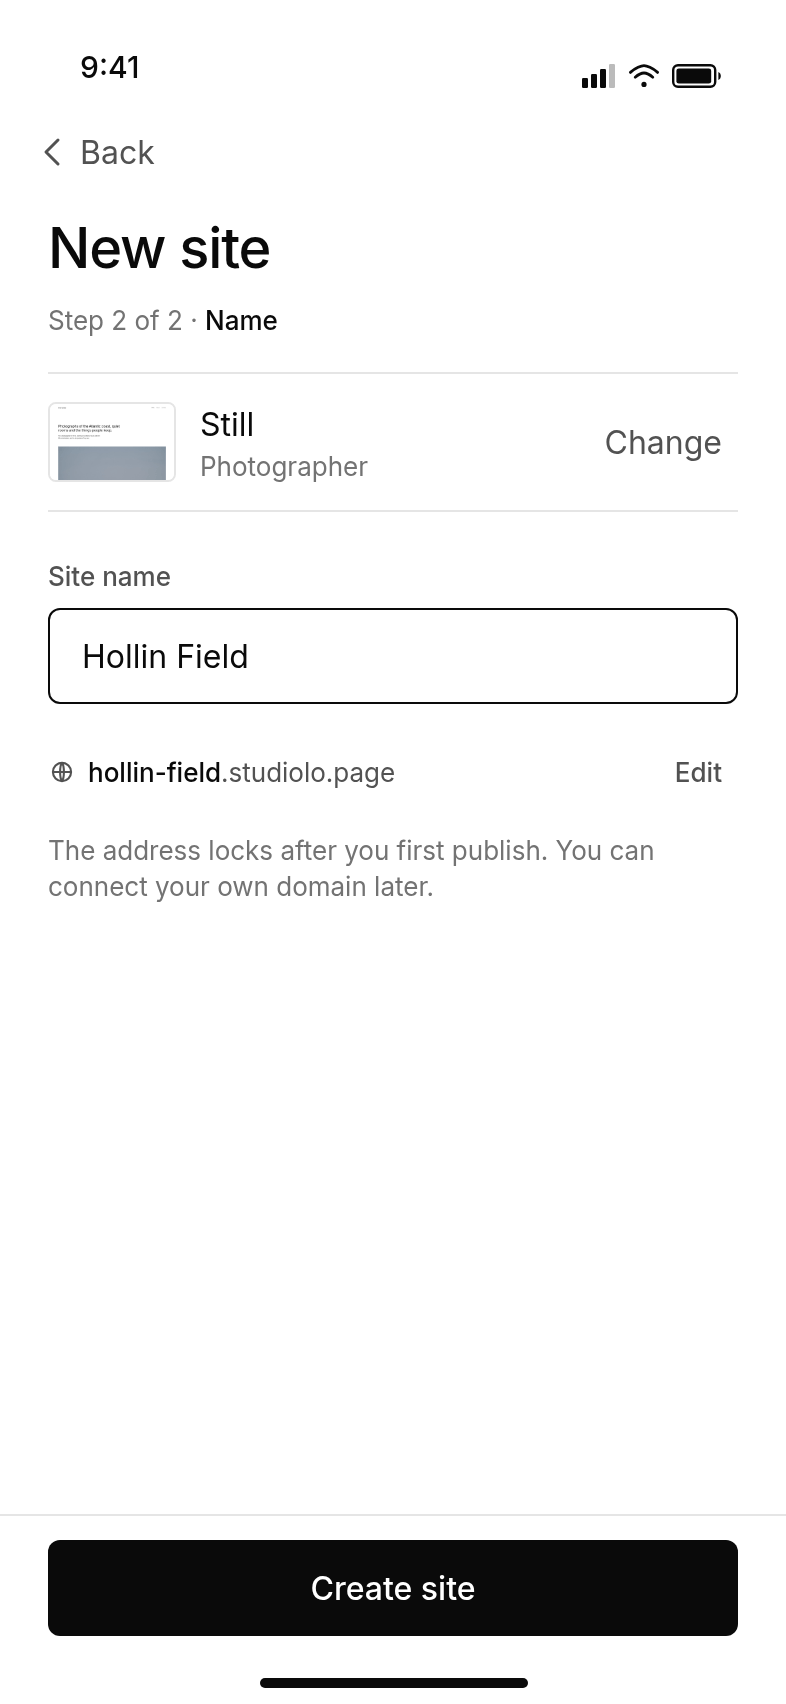 9:41
Back
New site
Step 2 of 2 · Name
Still
Photographer
Change
Site name
Hollin Field
hollin-field.studiolo.page
Edit
The address locks after you first publish. You can
connect your own domain later.
Create site